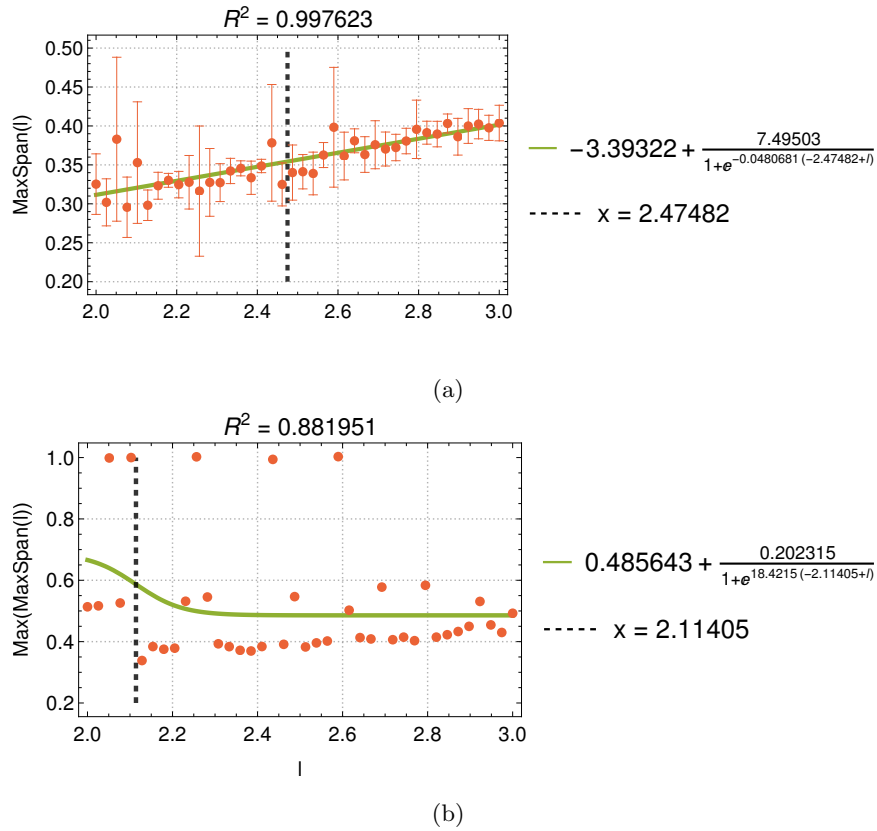 R² = 0.997623
MaxSpan(l)
0.50
0.45
0.40
0.35
0.30
0.25
0.20
2.0 2.2 2.4 2.6 2.8 3.0
−3.39322 + 7.49503 / 1+e^−0.0480681 (−2.47482+l)
x = 2.47482
(a)
R² = 0.881951
Max(MaxSpan(l))
1.0
0.8
0.6
0.4
0.2
2.0 2.2 2.4 2.6 2.8 3.0
l
0.485643 + 0.202315 / 1+e^18.4215 (−2.11405+l)
x = 2.11405
(b)